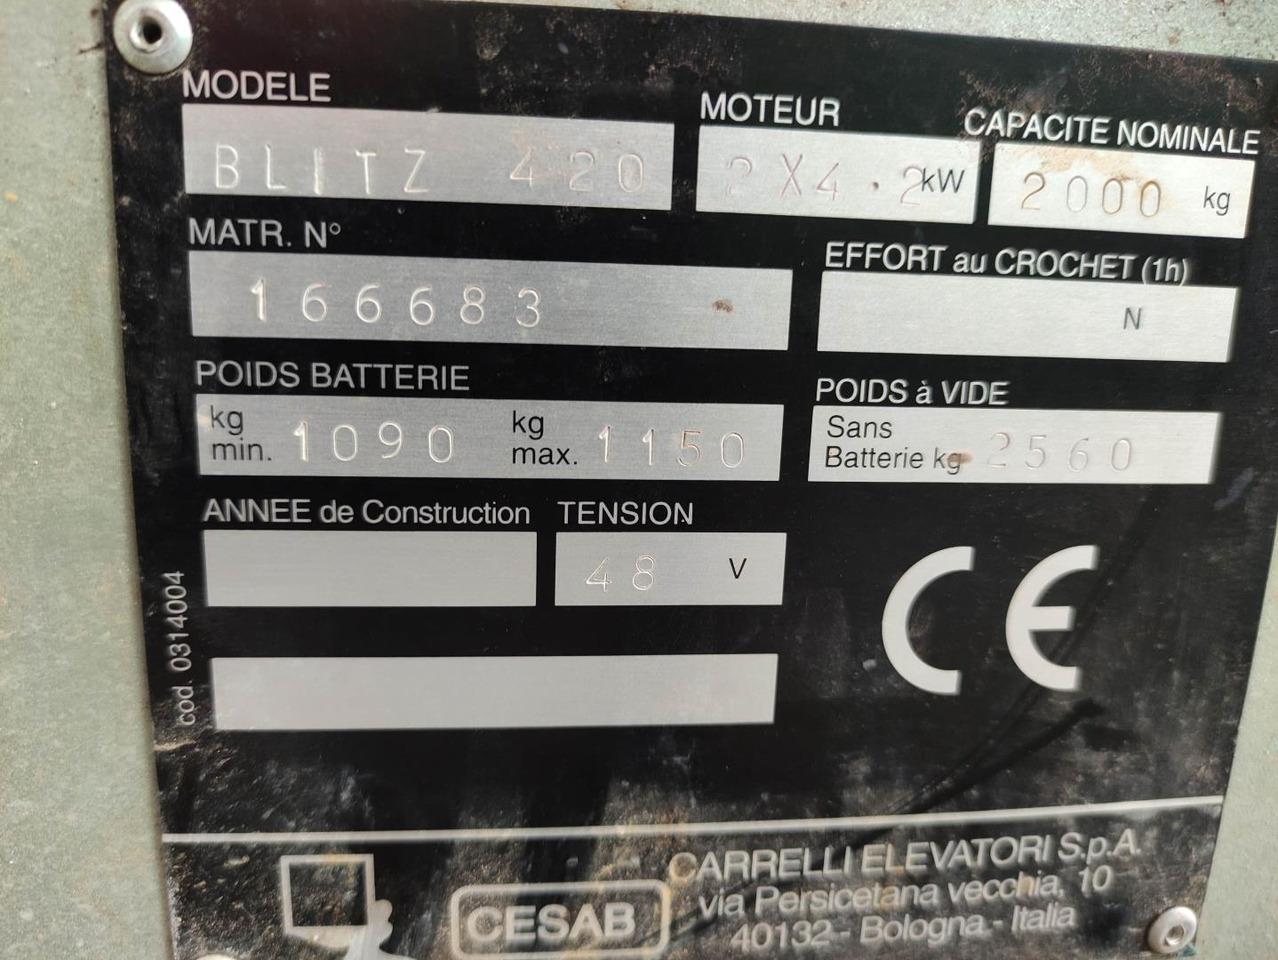 MODELE
MOTEUR
CAPACITE NOMINALE
BLITZ 420
2X4.2 kW
2000 kg
MATR. N°
EFFORT au CROCHET (1h)
166683
N
POIDS BATTERIE
POIDS à VIDE
kg min. 1090
kg max. 1150
Sans
Batterie kg 2560
ANNEE de Construction
TENSION
48 V
CE
cod. 0314004
CESAB
CARRELLI ELEVATORI S.p.A.
via Persicetana vecchia, 10
40132 - Bologna - Italia